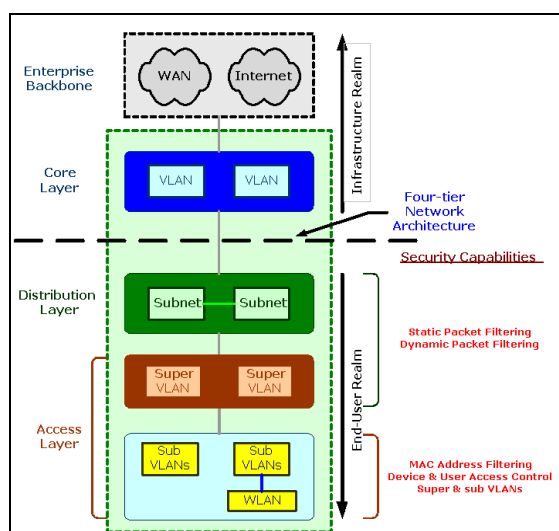 Enterprise
Backbone
WAN
Internet
Infrastructure Realm
Core
Layer
VLAN
VLAN
Four-tier
Network
Architecture
Security Capabilities
Distribution
Layer
Subnet
Subnet
Static Packet Filtering
Dynamic Packet Filtering
Super
VLAN
Super
VLAN
End-User Realm
Access
Layer
Sub
VLANs
Sub
VLANs
WLAN
MAC Address Filtering
Device & User Access Control
Super & sub VLANs